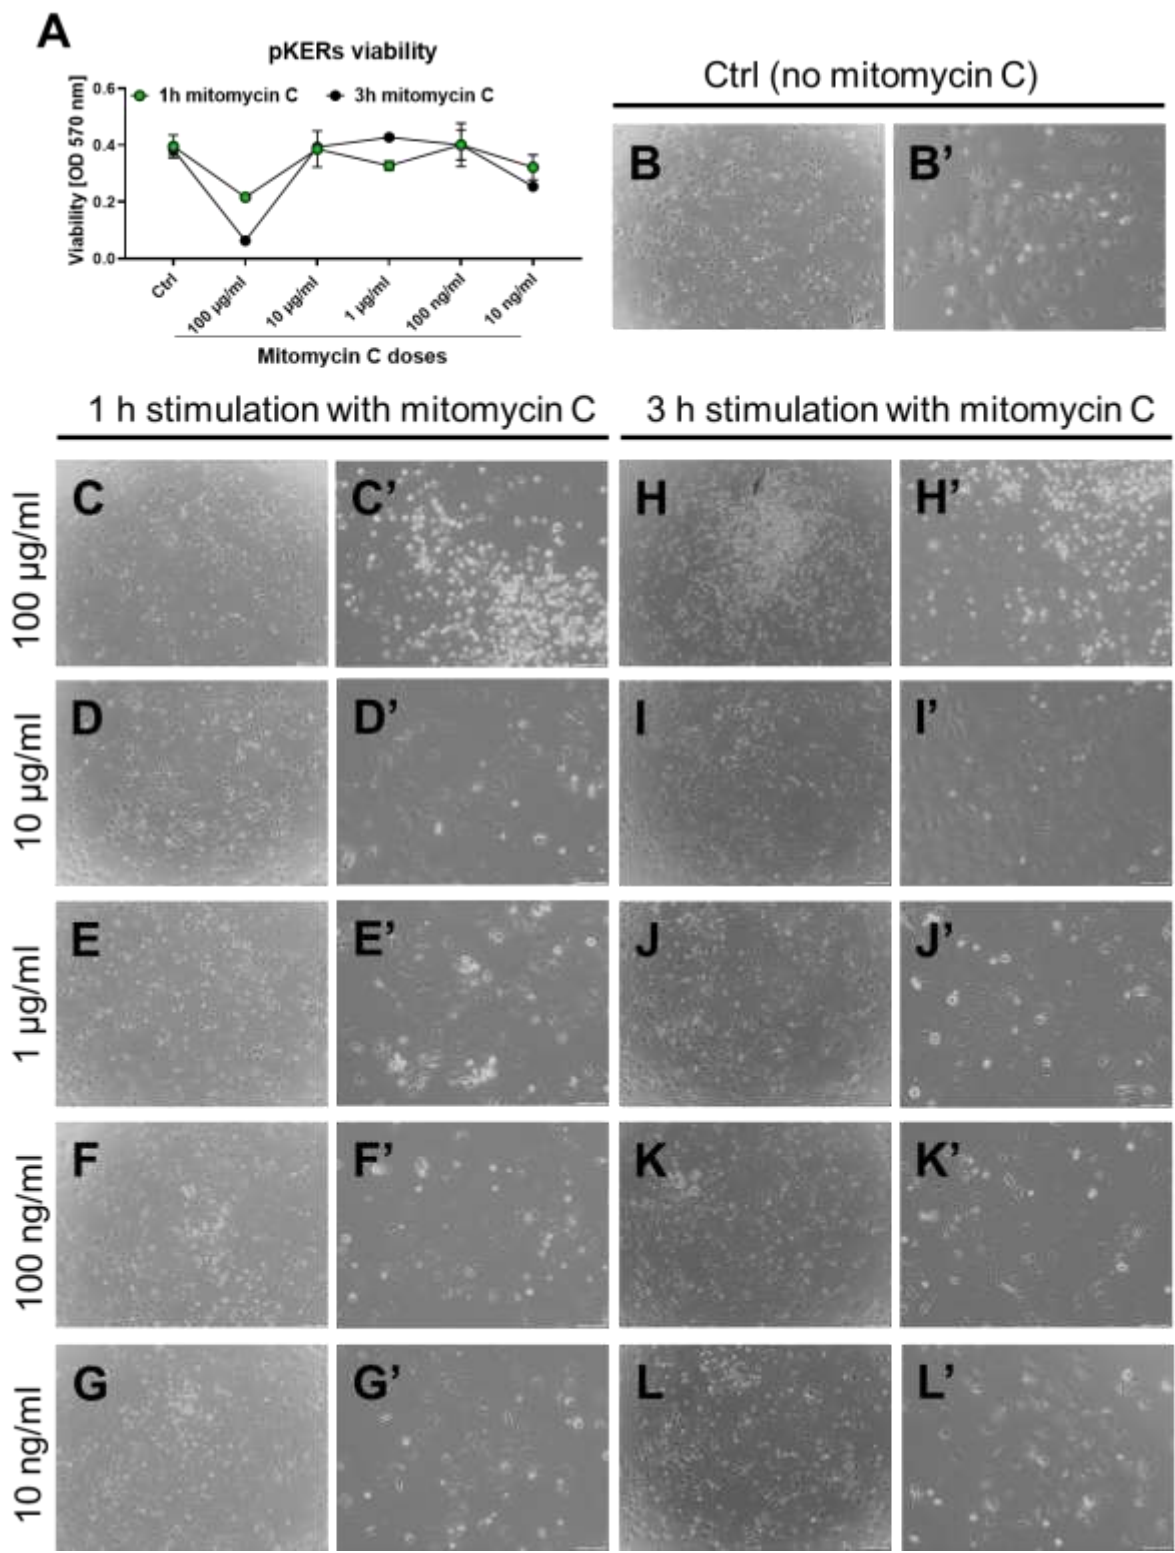 A
pKERs viability
1h mitomycin C
3h mitomycin C
Viability [OD 570 nm]
0.6
0.4
0.2
0.0
Ctrl
100 µg/ml
10 µg/ml
1 µg/ml
100 ng/ml
10 ng/ml
Mitomycin C doses
Ctrl (no mitomycin C)
B
B’
1 h stimulation with mitomycin C
3 h stimulation with mitomycin C
100 µg/ml
C
C’
H
H’
10 µg/ml
D
D’
I
I’
1 µg/ml
E
E’
J
J’
100 ng/ml
F
F’
K
K’
10 ng/ml
G
G’
L
L’